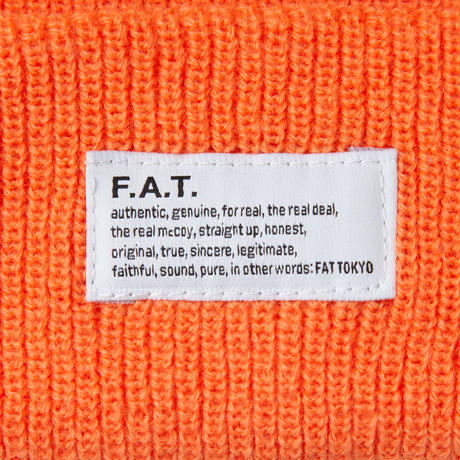 F.A.T.
authentic, genuine, for real, the real deal,
the real mccoy, straight up, honest,
original, true, sincere, legitimate,
faithful, sound, pure, in other words: FAT TOKYO